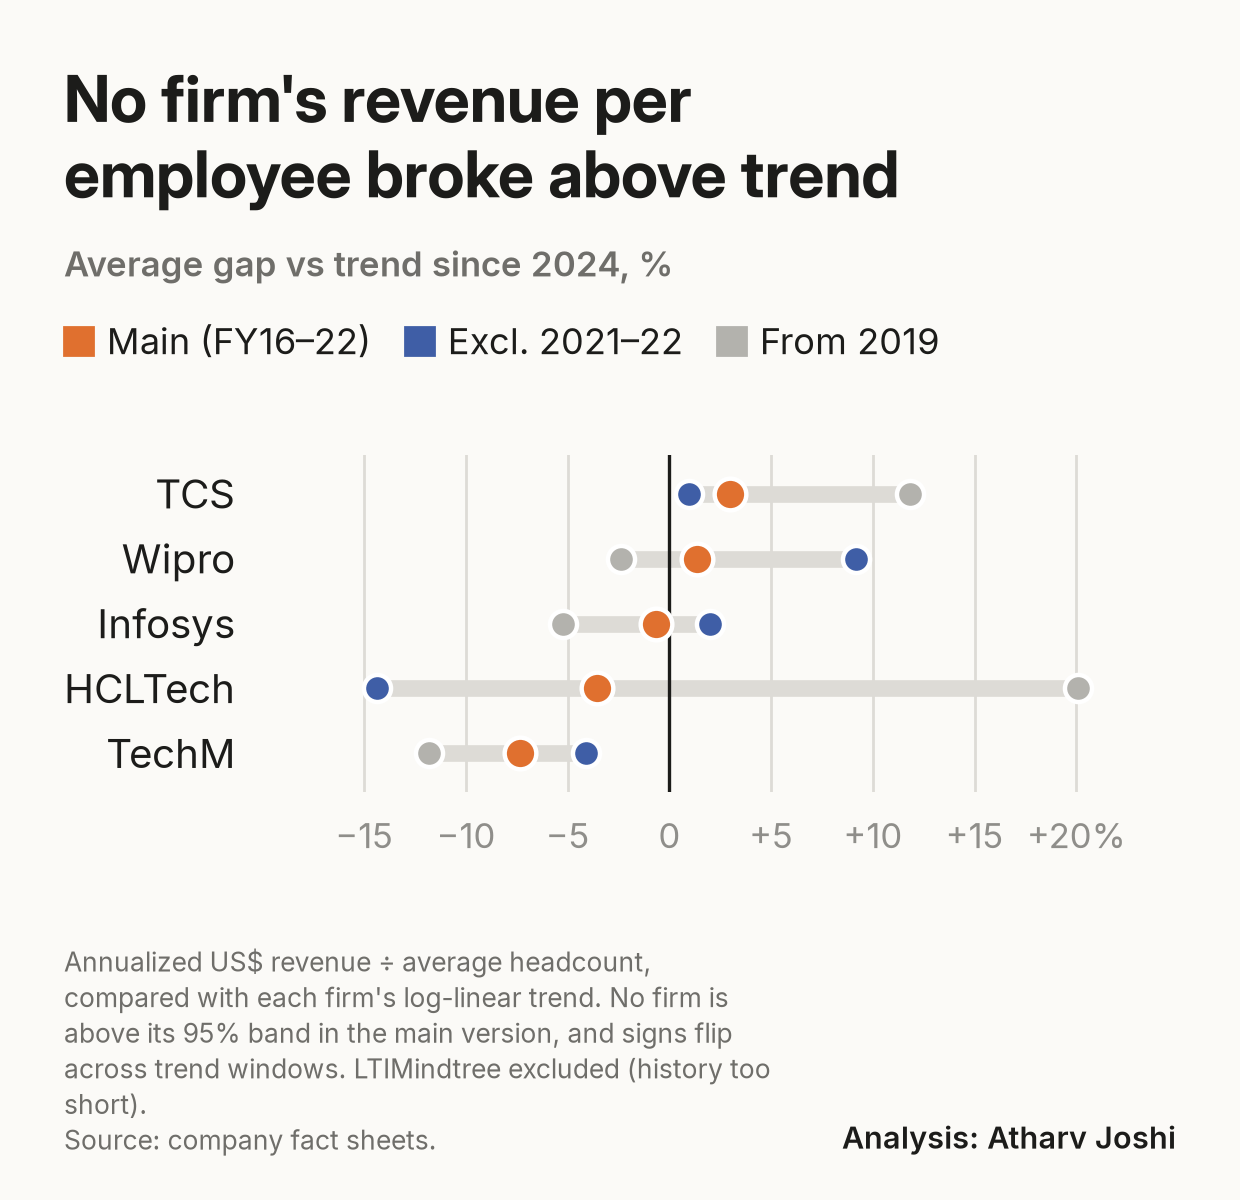 No firm's revenue per
employee broke above trend
Average gap vs trend since 2024, %
Main (FY16–22) Excl. 2021–22 From 2019
TCS
Wipro
Infosys
HCLTech
TechM
−15 −10 −5 0 +5 +10 +15 +20%
Annualized US$ revenue ÷ average headcount,
compared with each firm's log-linear trend. No firm is
above its 95% band in the main version, and signs flip
across trend windows. LTIMindtree excluded (history too
short).
Source: company fact sheets.
Analysis: Atharv Joshi